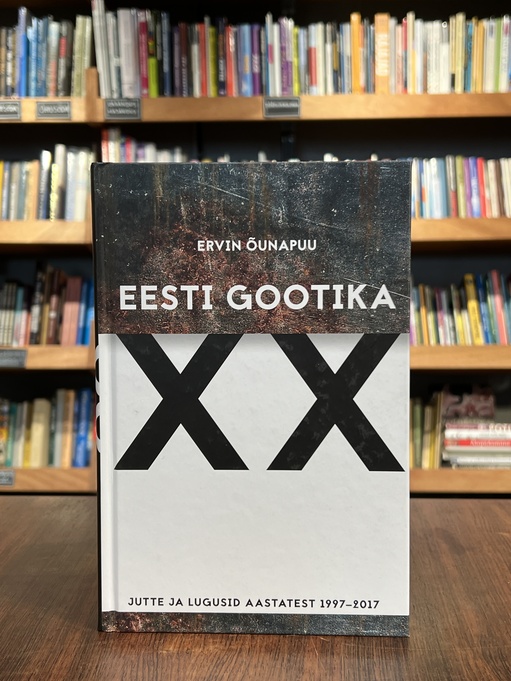 ERVIN ÕUNAPUU
EESTI GOOTIKA
XX
JUTTE JA LUGUSID AASTATEST 1997–2017